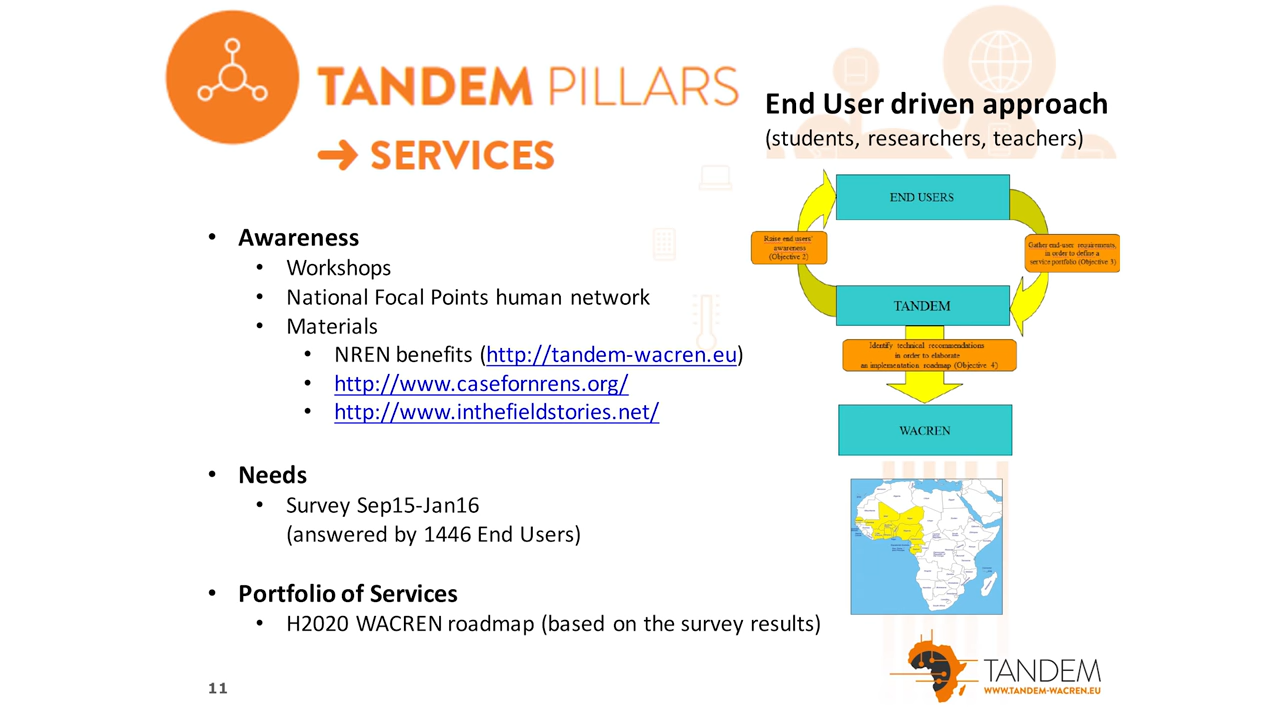 TANDEM PILLARS
➔ SERVICES
End User driven approach
(students, researchers, teachers)
• Awareness
• Workshops
• National Focal Points human network
• Materials
• NREN benefits (http://tandem-wacren.eu)
• http://www.casefornrens.org/
• http://www.inthefieldstories.net/
• Needs
• Survey Sep15-Jan16
(answered by 1446 End Users)
• Portfolio of Services
• H2020 WACREN roadmap (based on the survey results)
END USERS
Raise end users'
awareness
(Objective 2)
Gather end-user requirements,
in order to define a
service portfolio (Objective 3)
TANDEM
Identify technical recommendations
in order to elaborate
an implementation roadmap (Objective 4)
WACREN
TANDEM
WWW.TANDEM-WACREN.EU
11